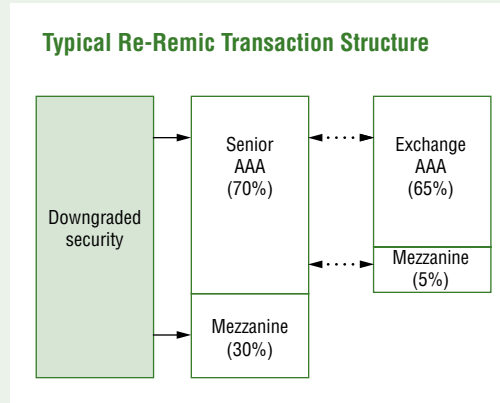 Typical Re-Remic Transaction Structure
Downgraded
security
Senior
AAA
(70%)
Mezzanine
(30%)
Exchange
AAA
(65%)
Mezzanine
(5%)